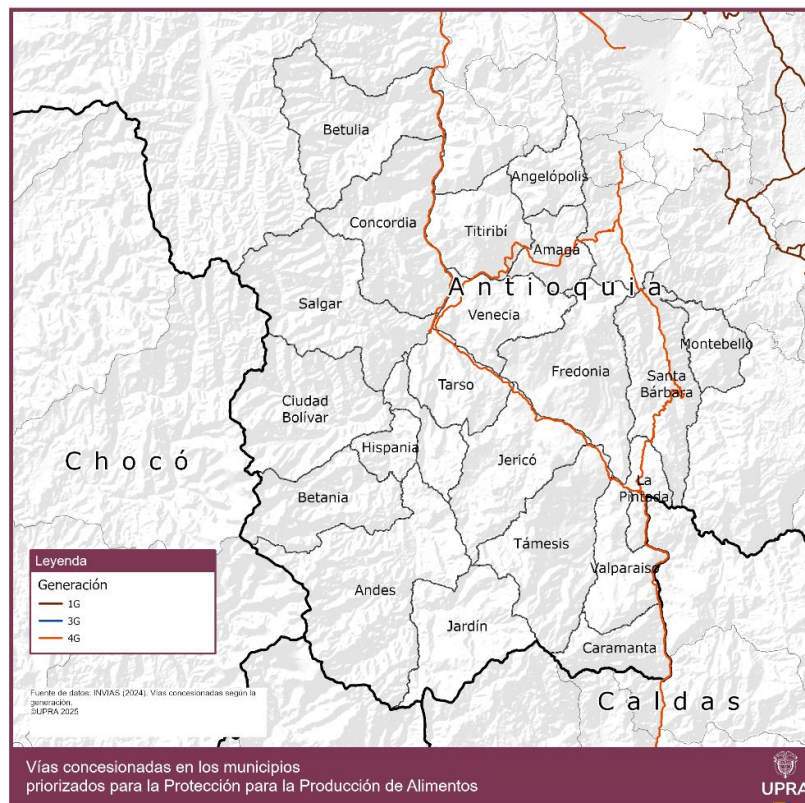 Betulia
Angelópolis
Concordia
Titiribí
Amagá
Antioquia
Salgar
Venecia
Montebello
Fredonia
Santa
Bárbara
Tarso
Ciudad
Bolívar
Chocó
Hispania
Jericó
Betania
La
Pintada
Támesis
Valparaiso
Andes
Jardín
Caramanta
Caldas
Leyenda
Generación
1G
3G
4G
Fuente de datos: INVIAS (2024). Vías concesionadas según la
generación.
©UPRA 2025
Vías concesionadas en los municipios
priorizados para la Protección para la Producción de Alimentos
UPRA